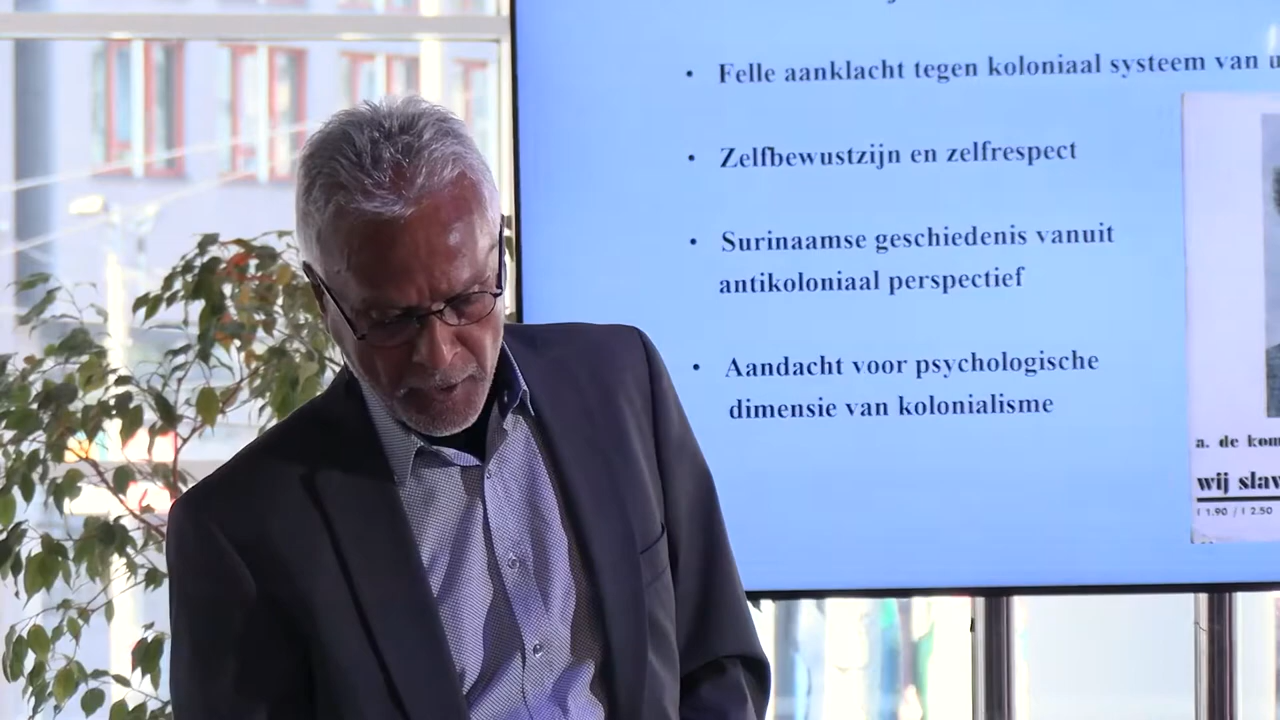 Felle aanklacht tegen koloniaal systeem van
Zelfbewustzijn en zelfrespect
Surinaamse geschiedenis vanuit
antikoloniaal perspectief
Aandacht voor psychologische
dimensie van kolonialisme
a. de kom
wij slav
f 1.90 / f 2.50